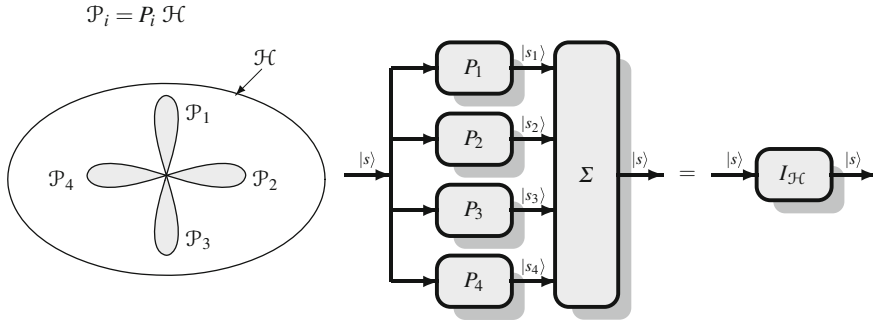 𝒫ᵢ = Pᵢ ℋ
ℋ
𝒫₁
𝒫₂
𝒫₃
𝒫₄
|s⟩
P₁
|s₁⟩
P₂
|s₂⟩
P₃
|s₃⟩
P₄
|s₄⟩
Σ
|s⟩
=
|s⟩
I_ℋ
|s⟩